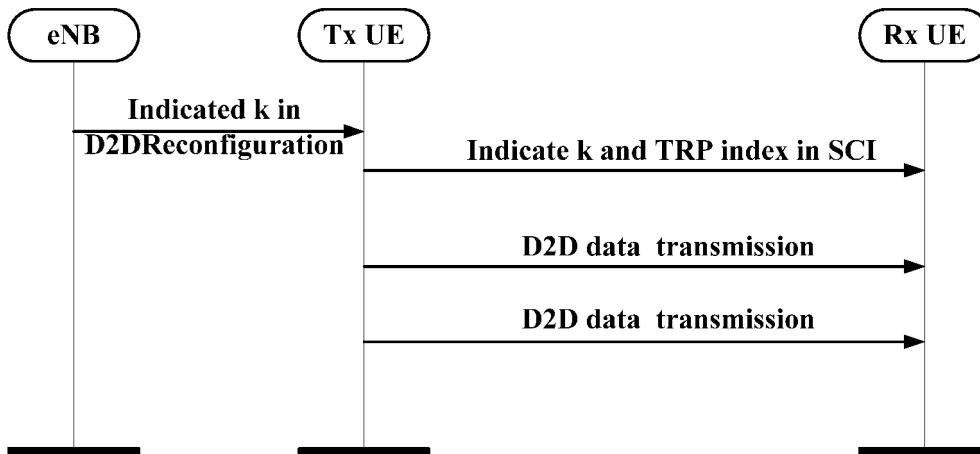 eNB
Tx UE
Rx UE
Indicated k in
D2DReconfiguration
Indicate k and TRP index in SCI
D2D data transmission
D2D data transmission